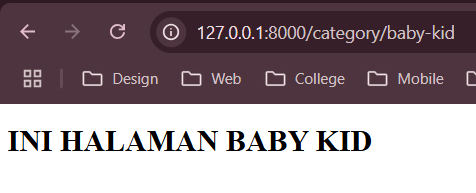 127.0.0.1:8000/category/baby-kid
Design Web College Mobile
INI HALAMAN BABY KID